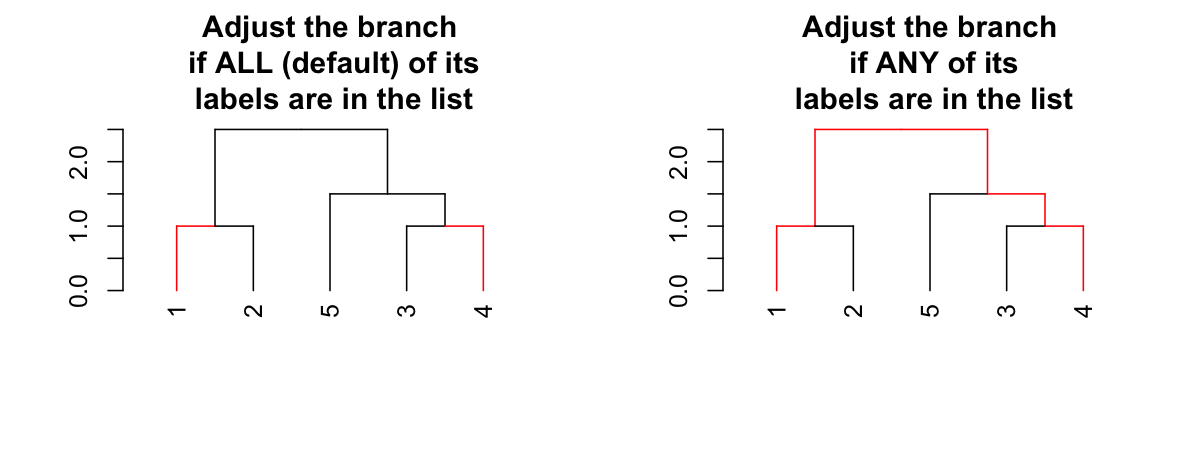 Adjust the branch
if ALL (default) of its
labels are in the list
2.0
1.0
0.0
1 2 5 3 4
Adjust the branch
if ANY of its
labels are in the list
2.0
1.0
0.0
1 2 5 3 4